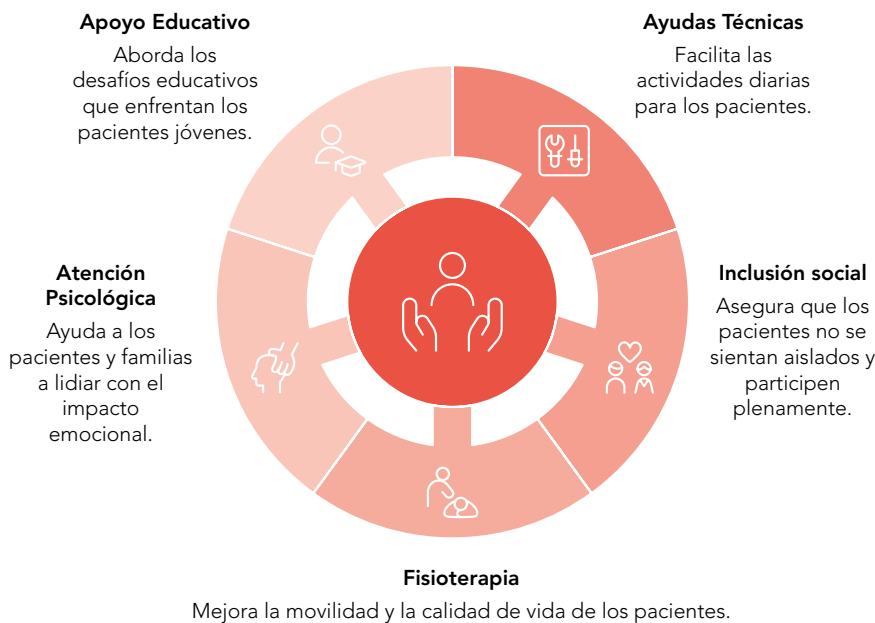 Apoyo Educativo
Aborda los
desafíos educativos
que enfrentan los
pacientes jóvenes.
Ayudas Técnicas
Facilita las
actividades diarias
para los pacientes.
Atención
Psicológica
Ayuda a los
pacientes y familias
a lidiar con el
impacto
emocional.
Inclusión social
Asegura que los
pacientes no se
sientan aislados y
participen
plenamente.
Fisioterapia
Mejora la movilidad y la calidad de vida de los pacientes.